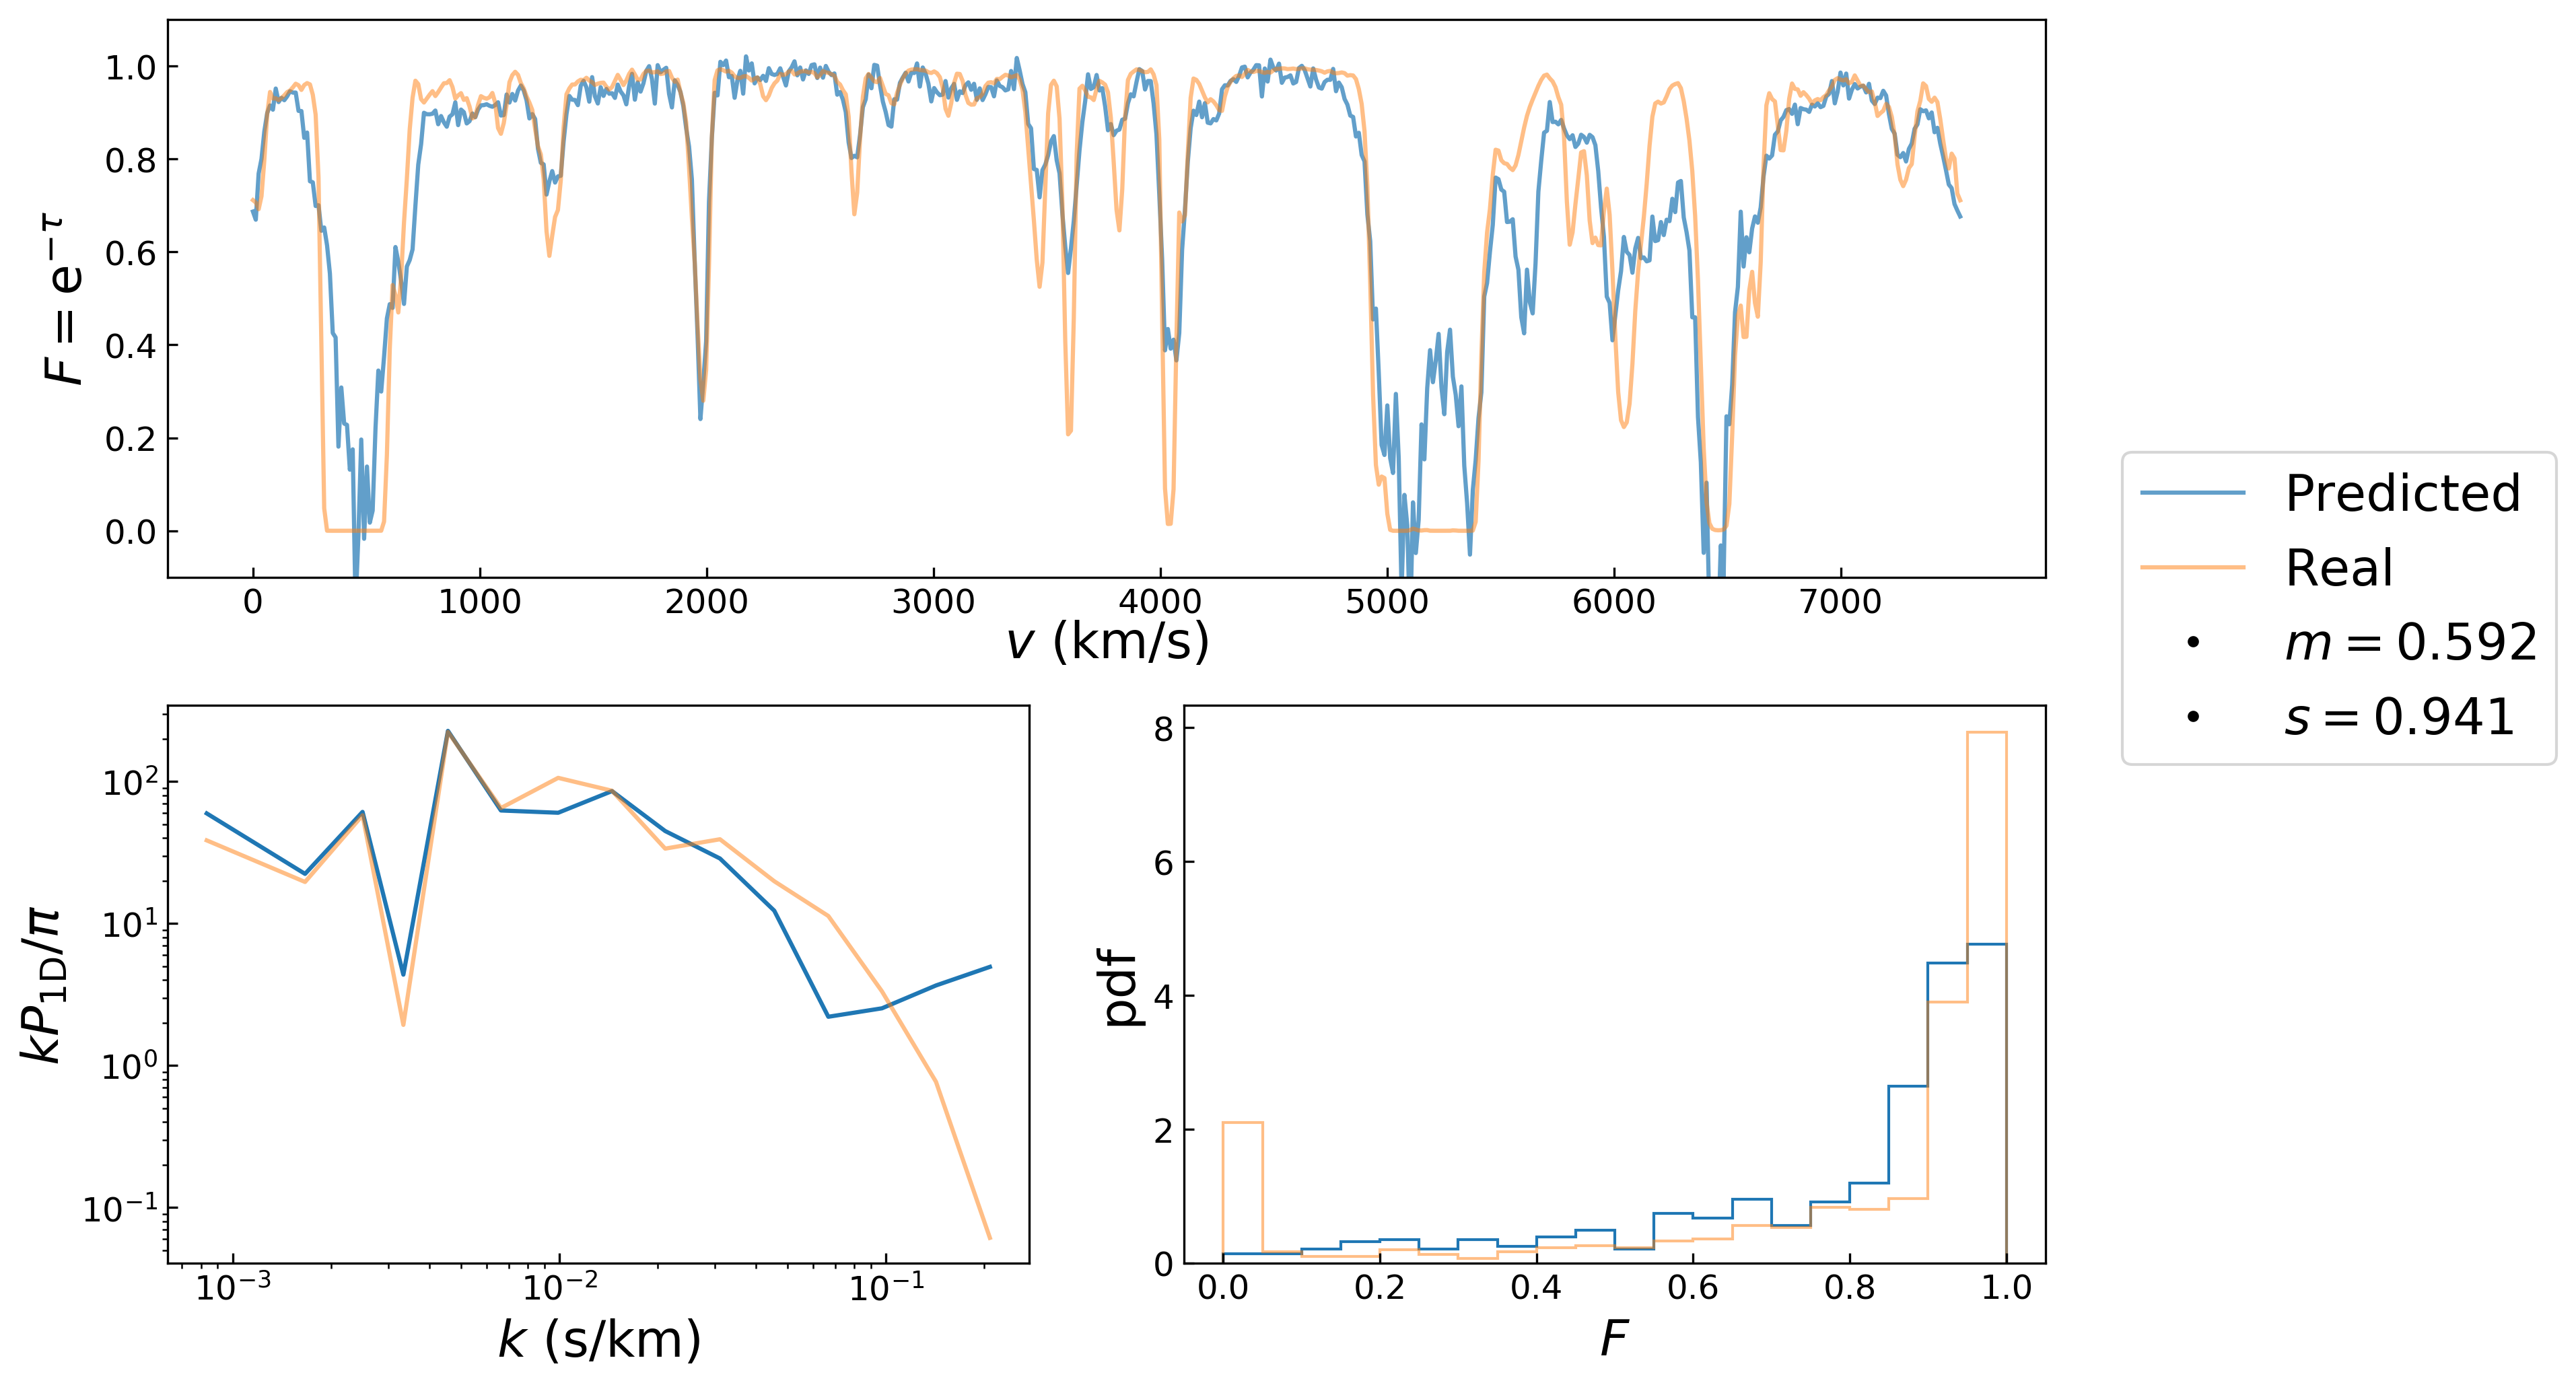 1.0
0.8
0.6
0.4
0.2
0.0
F = e^{-τ}
0 1000 2000 3000 4000 5000 6000 7000
v (km/s)
Predicted
Real
m = 0.592
s = 0.941
10^2
10^1
10^0
10^{-1}
kP_{1D}/π
10^{-3} 10^{-2} 10^{-1}
k (s/km)
8
6
4
2
0
pdf
0.0 0.2 0.4 0.6 0.8 1.0
F